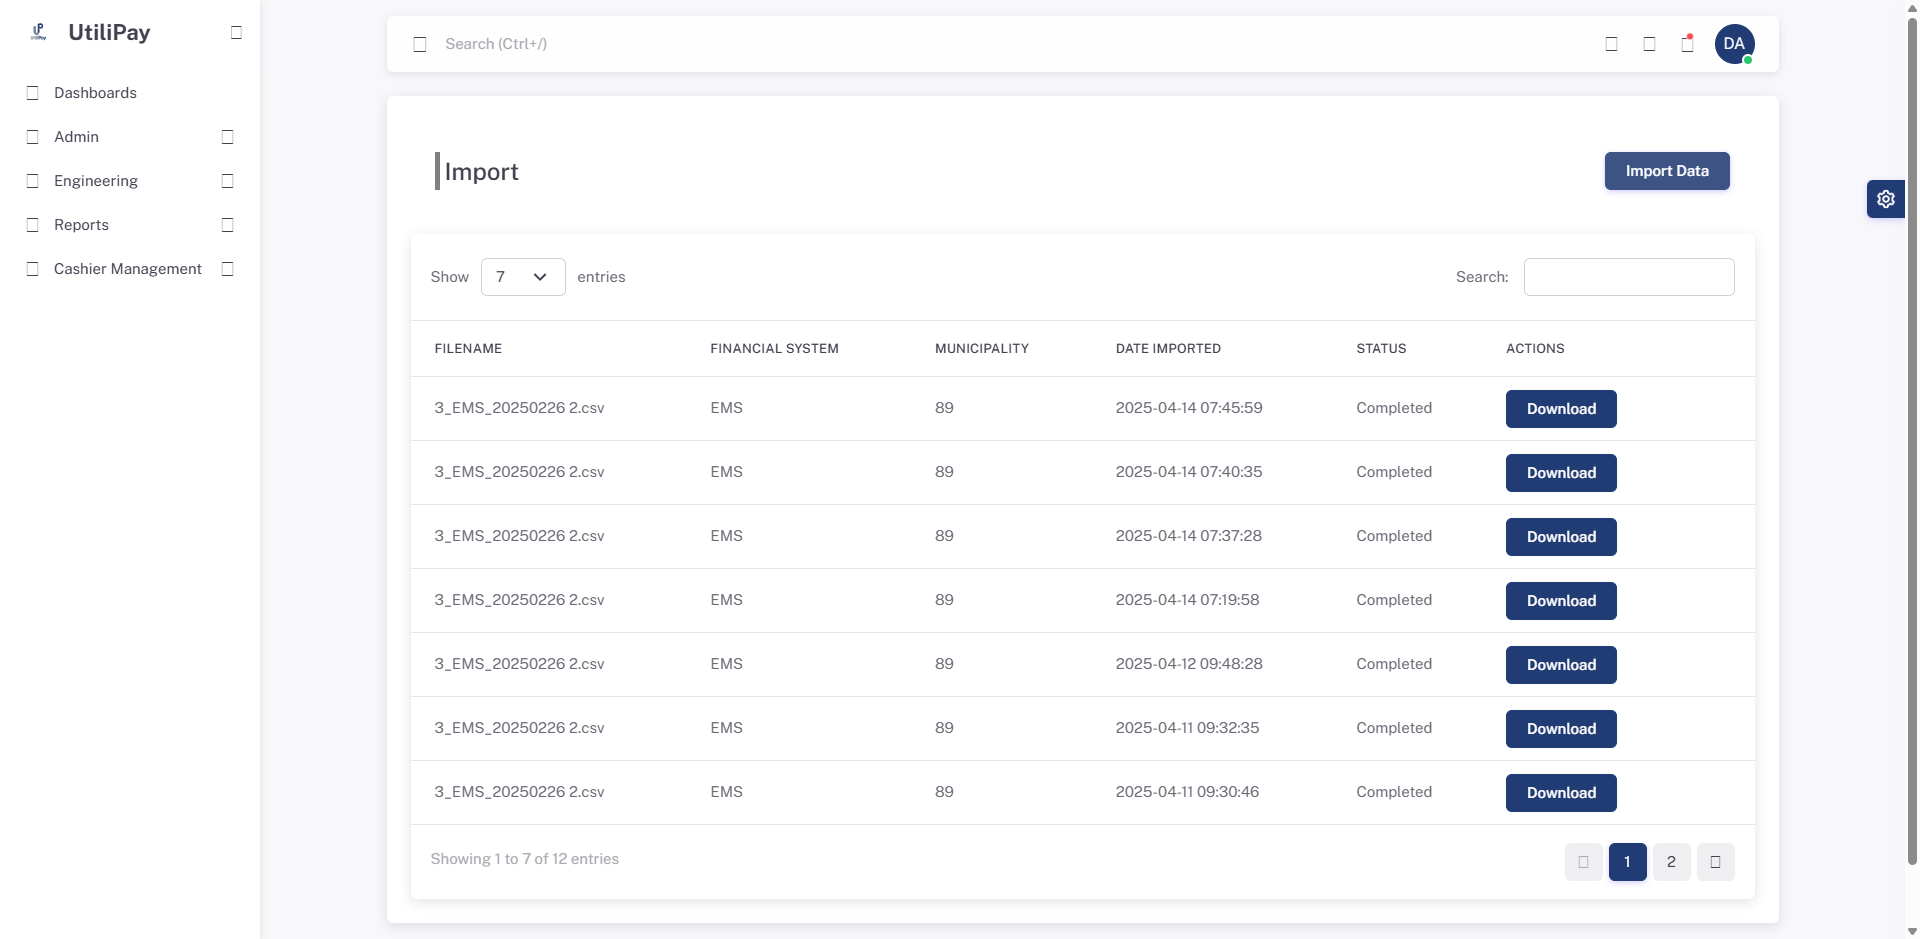 UtiliPay
Dashboards
Admin
Engineering
Reports
Cashier Management
Search (Ctrl+/)
DA
Import
Import Data
Show 7 entries
Search:
FILENAME FINANCIAL SYSTEM MUNICIPALITY DATE IMPORTED STATUS ACTIONS
3_EMS_20250226 2.csv EMS 89 2025-04-14 07:45:59 Completed Download
3_EMS_20250226 2.csv EMS 89 2025-04-14 07:40:35 Completed Download
3_EMS_20250226 2.csv EMS 89 2025-04-14 07:37:28 Completed Download
3_EMS_20250226 2.csv EMS 89 2025-04-14 07:19:58 Completed Download
3_EMS_20250226 2.csv EMS 89 2025-04-12 09:48:28 Completed Download
3_EMS_20250226 2.csv EMS 89 2025-04-11 09:32:35 Completed Download
3_EMS_20250226 2.csv EMS 89 2025-04-11 09:30:46 Completed Download
Showing 1 to 7 of 12 entries
1 2